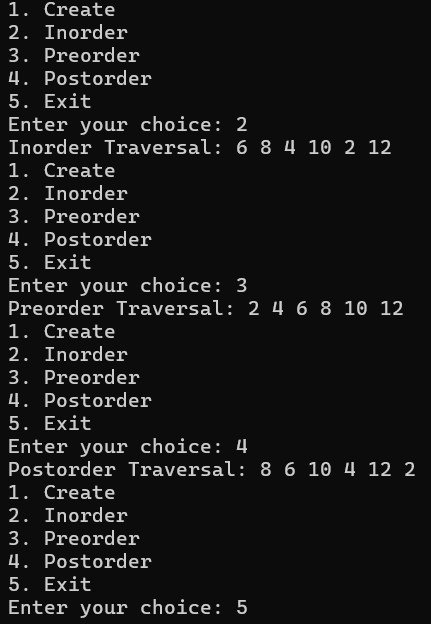 1. Create
2. Inorder
3. Preorder
4. Postorder
5. Exit
Enter your choice: 2
Inorder Traversal: 6 8 4 10 2 12
1. Create
2. Inorder
3. Preorder
4. Postorder
5. Exit
Enter your choice: 3
Preorder Traversal: 2 4 6 8 10 12
1. Create
2. Inorder
3. Preorder
4. Postorder
5. Exit
Enter your choice: 4
Postorder Traversal: 8 6 10 4 12 2
1. Create
2. Inorder
3. Preorder
4. Postorder
5. Exit
Enter your choice: 5